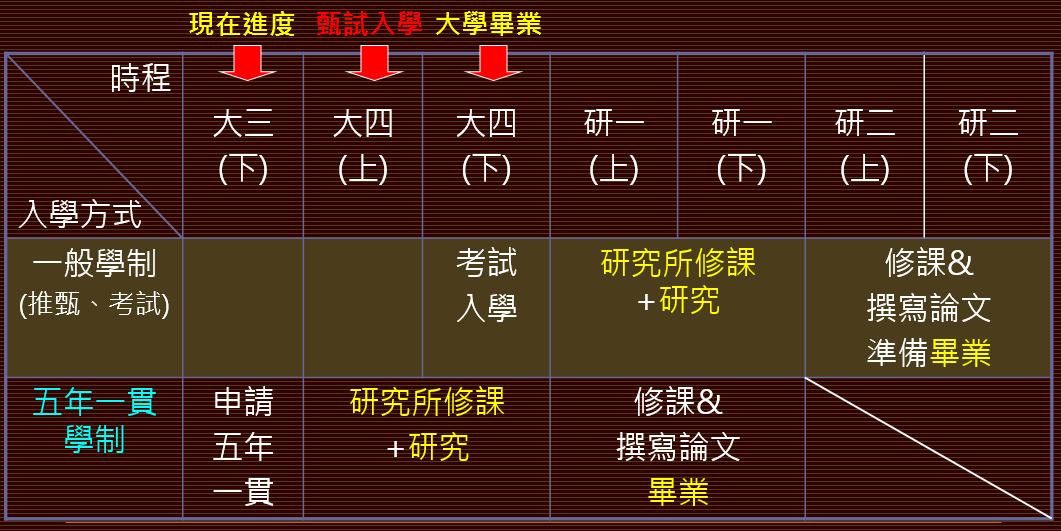 現在進度 甄試入學 大學畢業
時程
入學方式
大三
(下)
大四
(上)
大四
(下)
研一
(上)
研一
(下)
研二
(上)
研二
(下)
一般學制
(推甄、考試)
考試
入學
研究所修課
+研究
修課&
撰寫論文
準備畢業
五年一貫
學制
申請
五年
一貫
研究所修課
+研究
修課&
撰寫論文
畢業